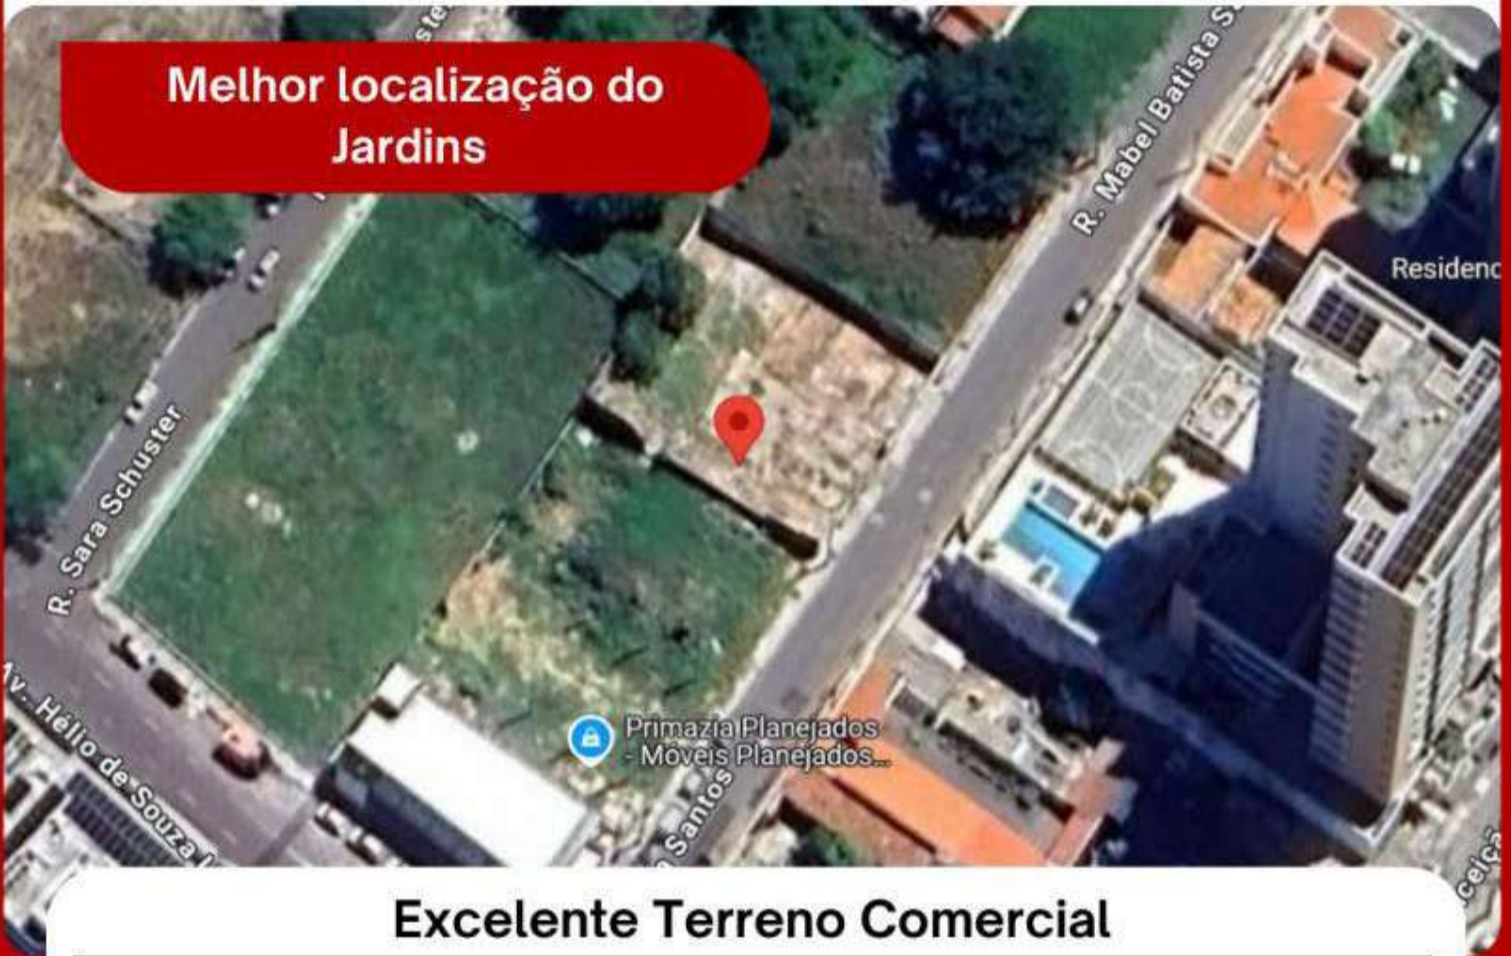 Melhor localização do
Jardins
R. Mabel Batista S
Residenc
R. Sara Schuster
Av. Hélio de Souza
Primazia Planejados
- Móveis Planejados...
Santos
Excelente Terreno Comercial